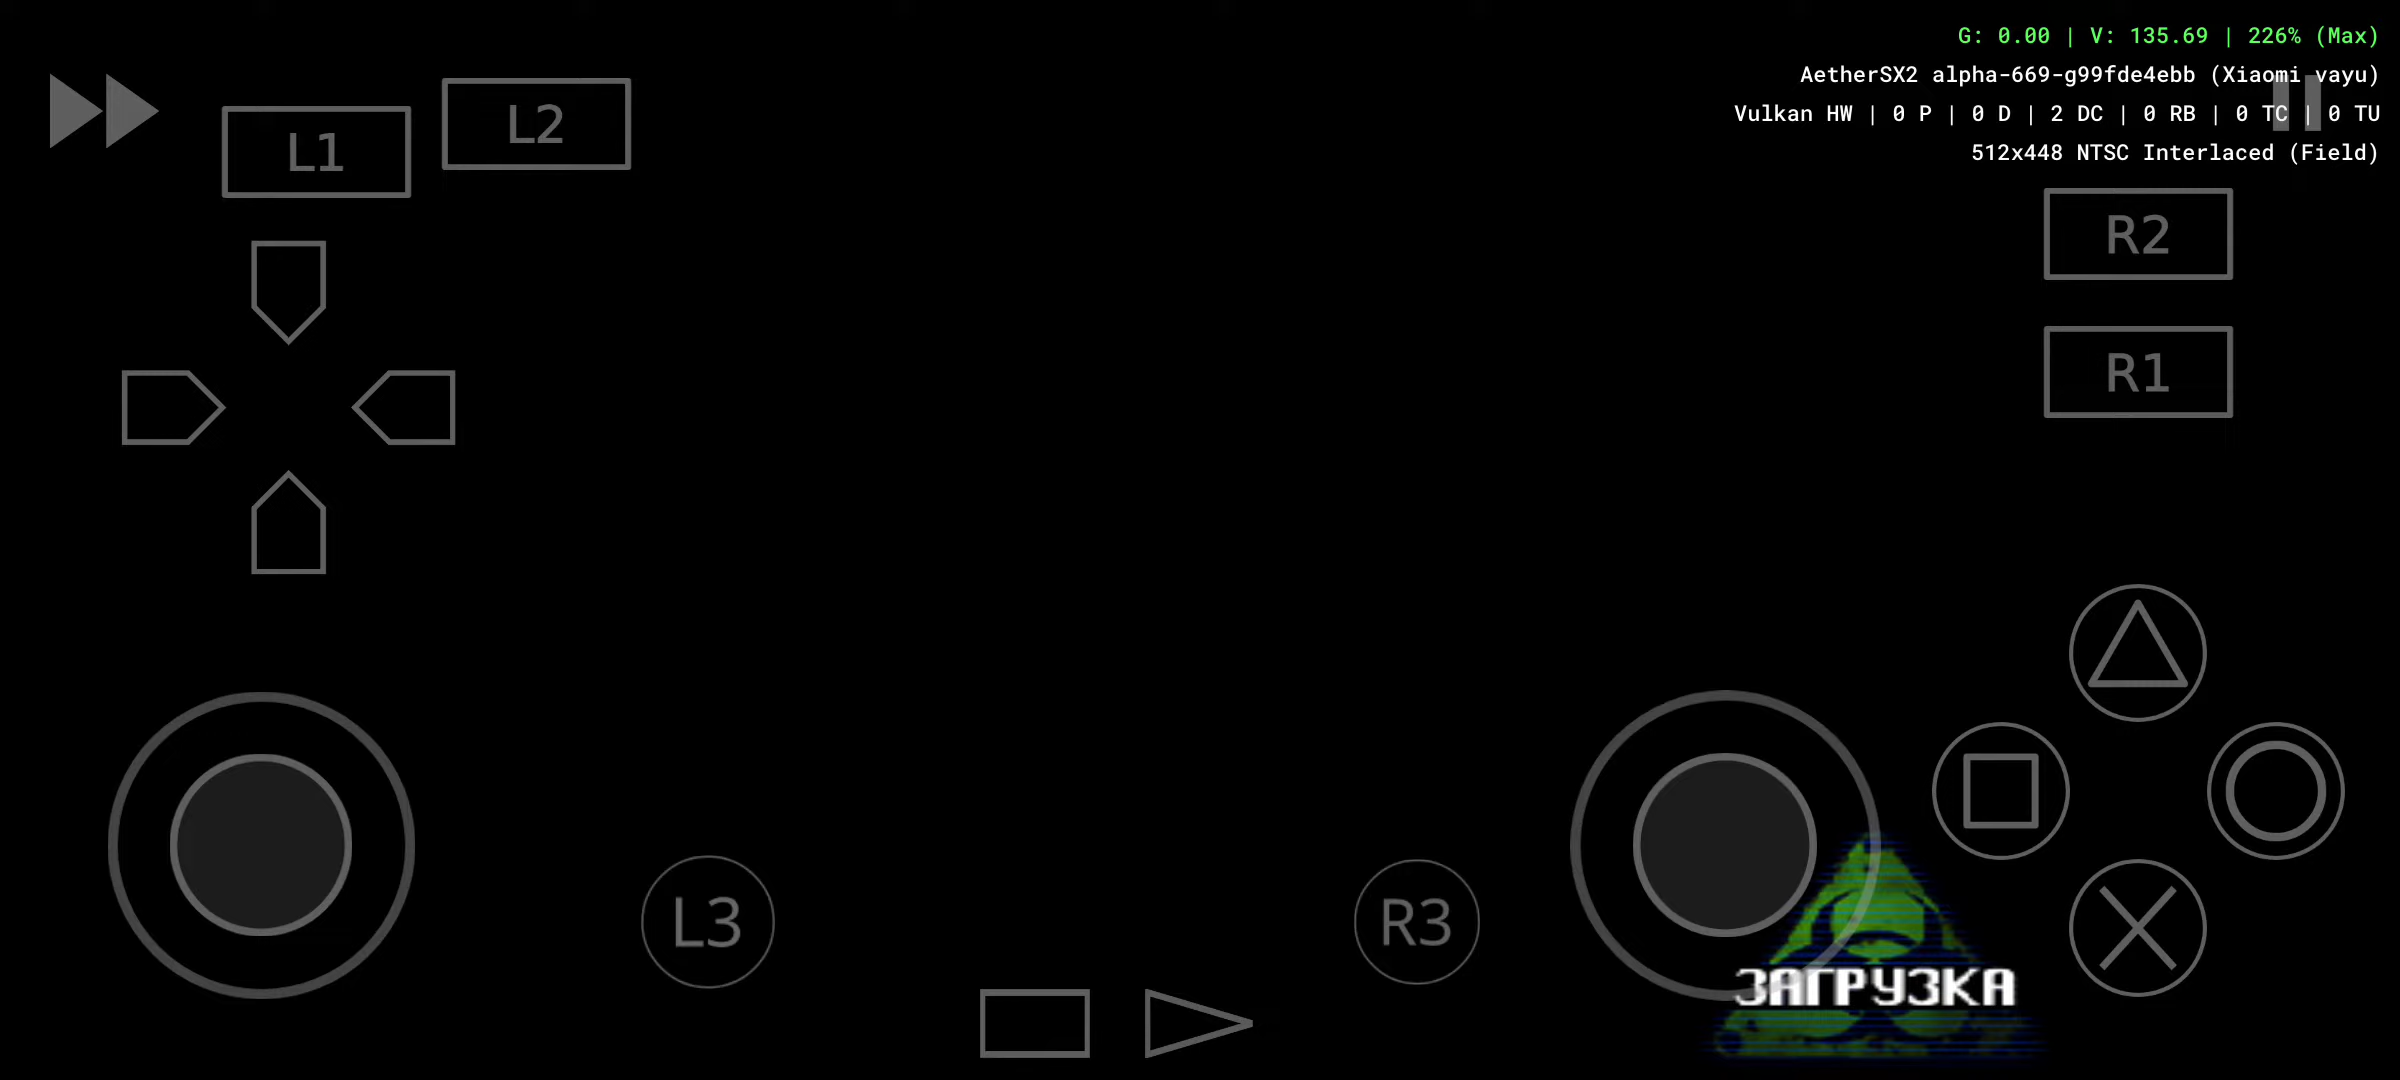 G: 0.00 | V: 135.69 | 226% (Max)
AetherSX2 alpha-669-g99fde4ebb (Xiaomi vayu)
Vulkan HW | 0 P | 0 D | 2 DC | 0 RB | 0 TC | 0 TU
512x448 NTSC Interlaced (Field)
L1
L2
R2
R1
L3
R3
ЗАГРУЗКА